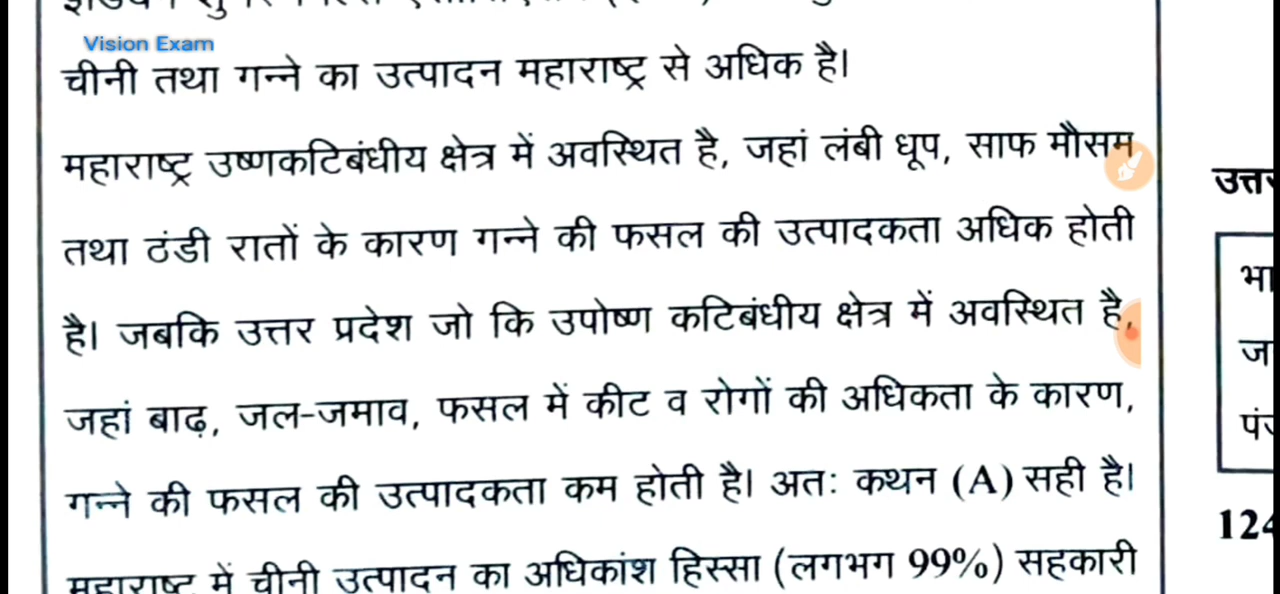 Vision Exam
चीनी तथा गन्ने का उत्पादन महाराष्ट्र से अधिक है।
महाराष्ट्र उष्णकटिबंधीय क्षेत्र में अवस्थित है, जहां लंबी धूप, साफ मौसम
तथा ठंडी रातों के कारण गन्ने की फसल की उत्पादकता अधिक होती
है। जबकि उत्तर प्रदेश जो कि उपोष्ण कटिबंधीय क्षेत्र में अवस्थित है,
जहां बाढ़, जल-जमाव, फसल में कीट व रोगों की अधिकता के कारण,
गन्ने की फसल की उत्पादकता कम होती है। अतः कथन (A) सही है।
महाराष्ट्र में चीनी उत्पादन का अधिकांश हिस्सा (लगभग 99%) सहकारी